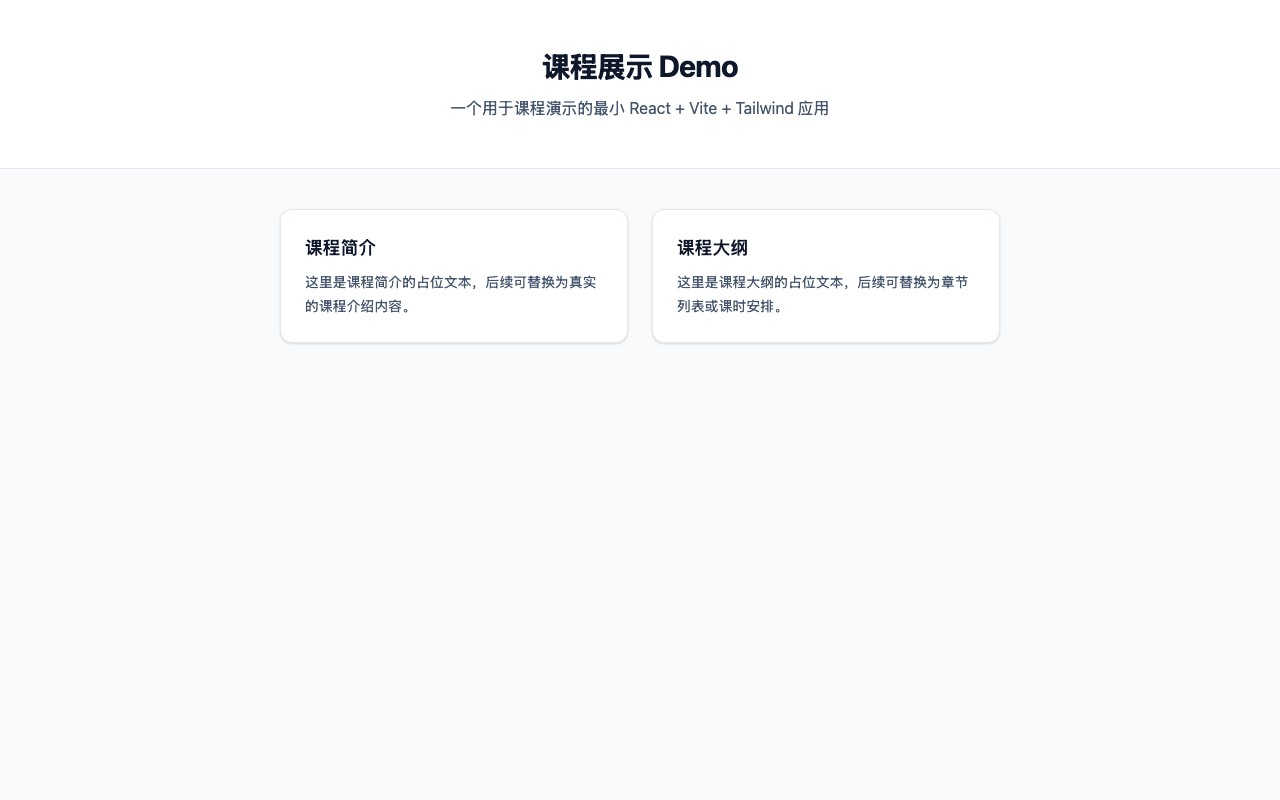 课程展示 Demo
一个用于课程演示的最小 React + Vite + Tailwind 应用
课程简介
这里是课程简介的占位文本，后续可替换为真实
的课程介绍内容。
课程大纲
这里是课程大纲的占位文本，后续可替换为章节
列表或课时安排。